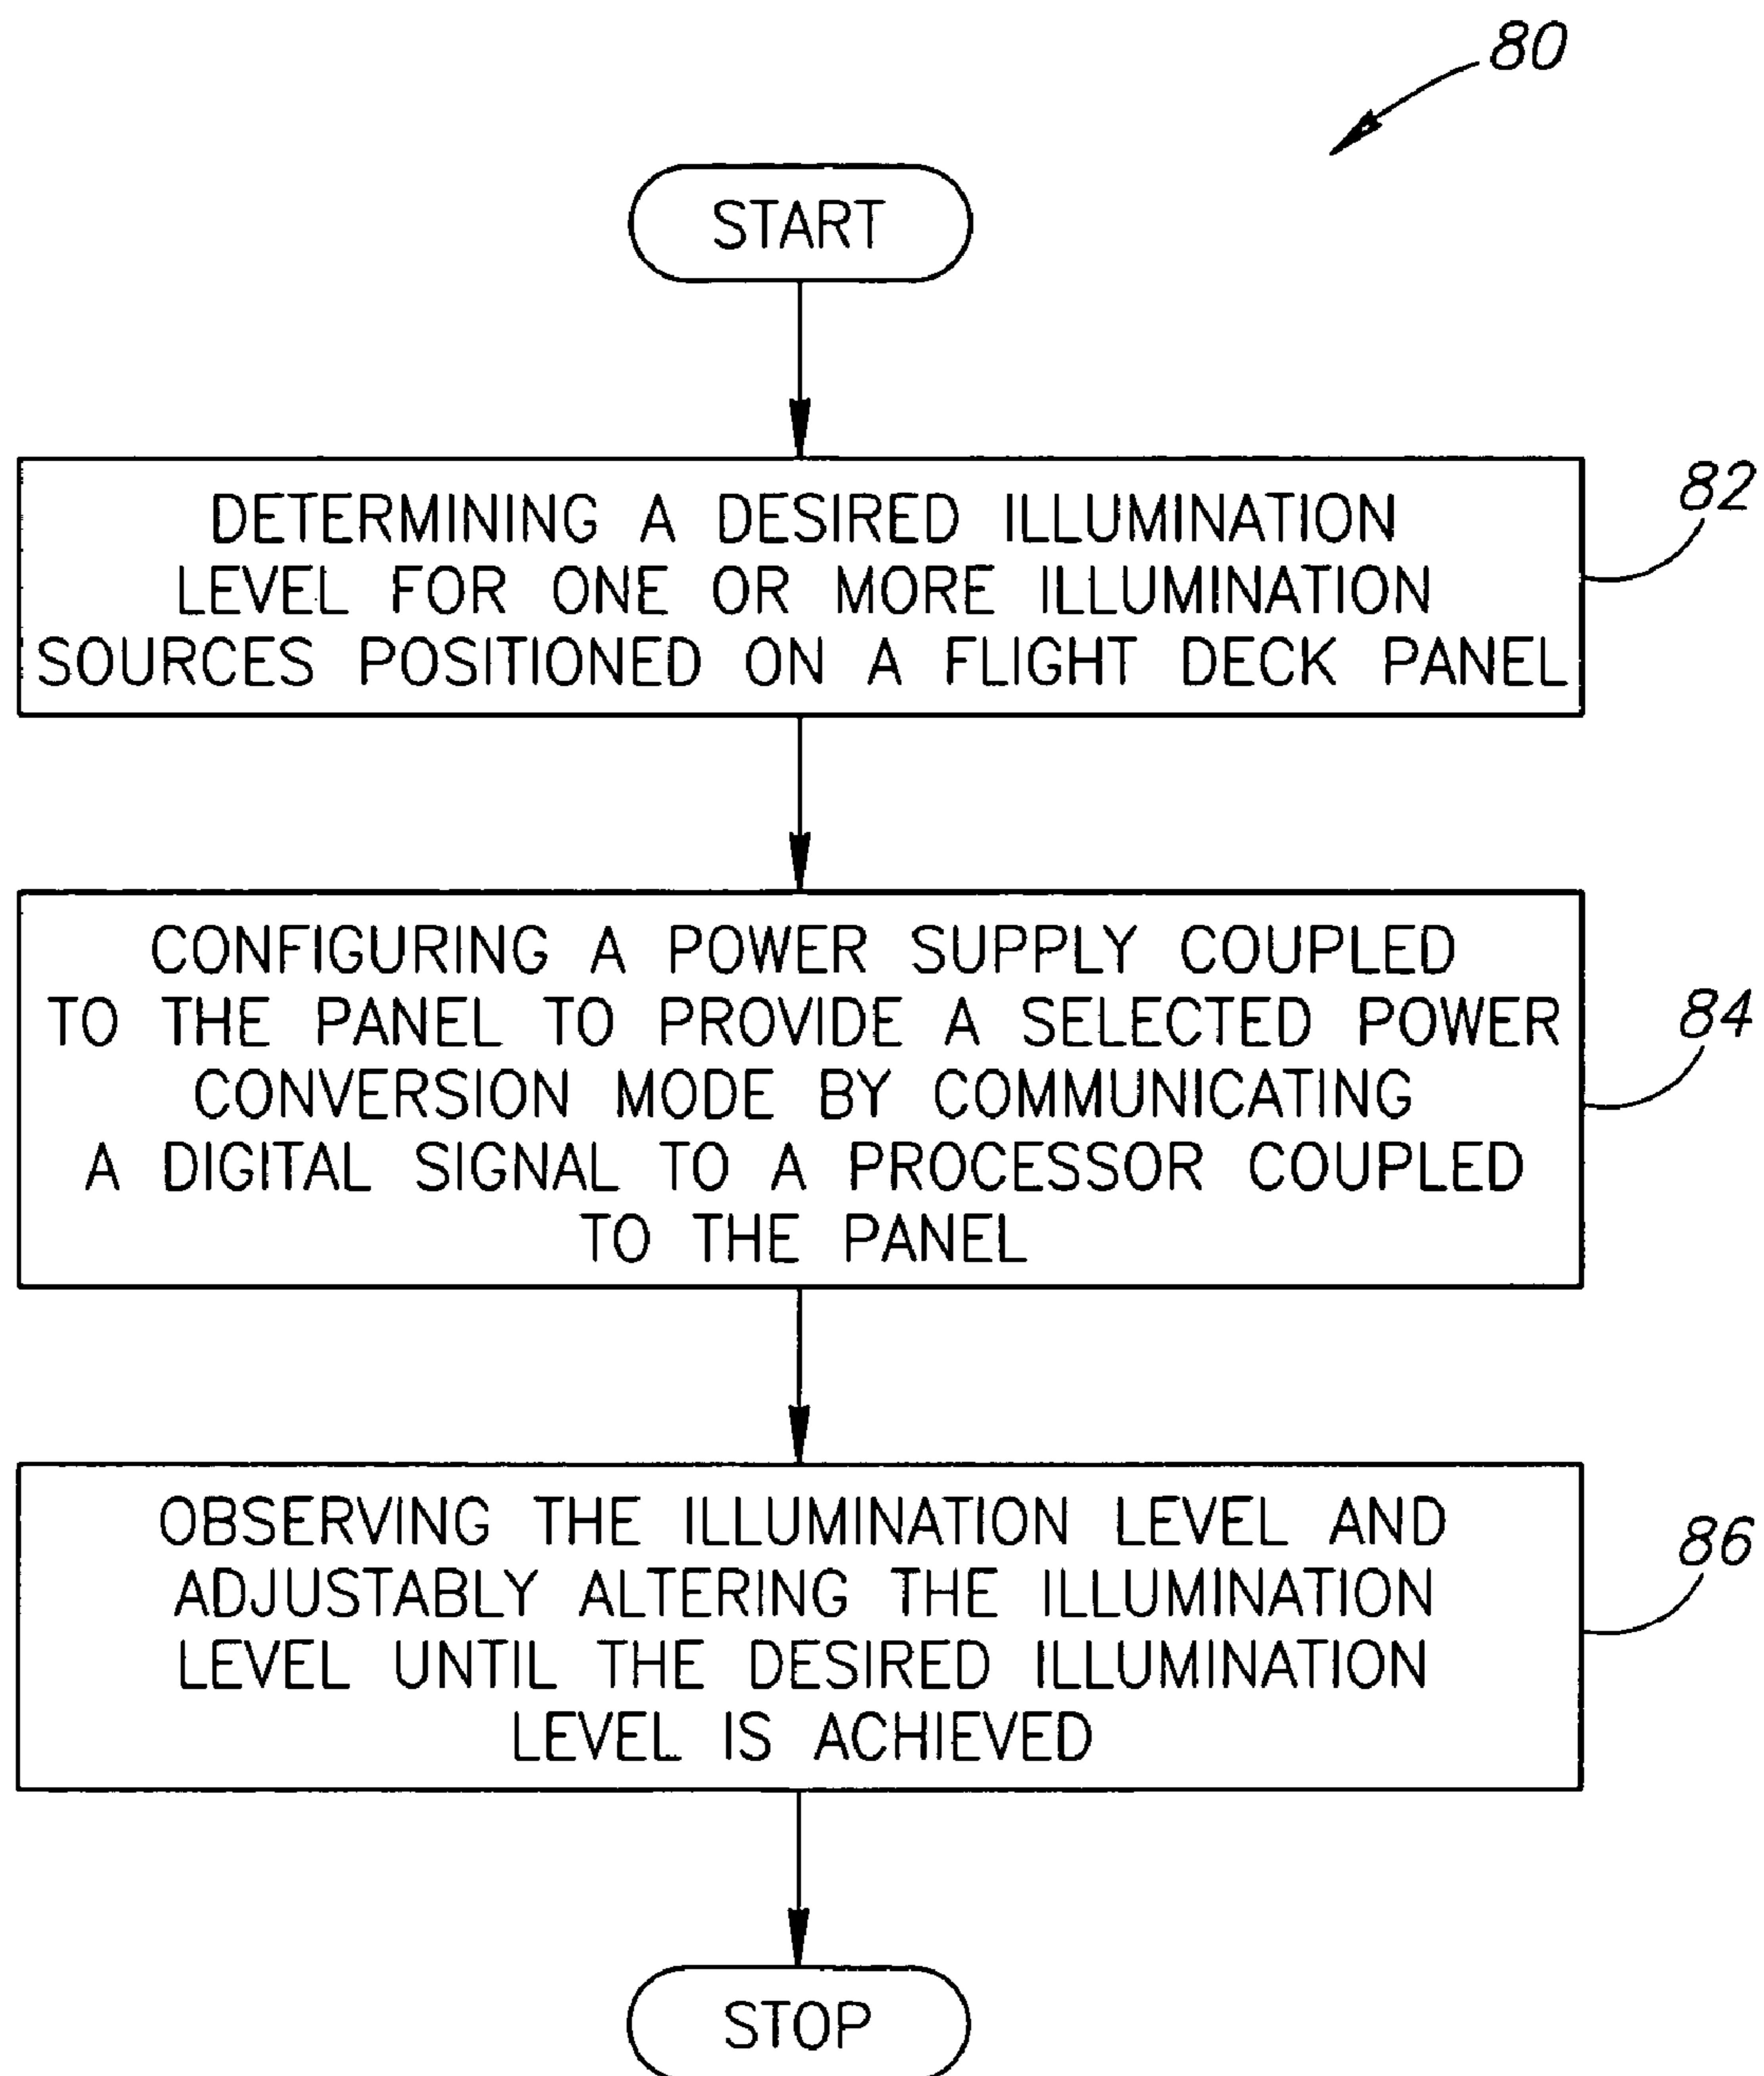 80
START
DETERMINING A DESIRED ILLUMINATION
LEVEL FOR ONE OR MORE ILLUMINATION
SOURCES POSITIONED ON A FLIGHT DECK PANEL
82
CONFIGURING A POWER SUPPLY COUPLED
TO THE PANEL TO PROVIDE A SELECTED POWER
CONVERSION MODE BY COMMUNICATING
A DIGITAL SIGNAL TO A PROCESSOR COUPLED
TO THE PANEL
84
OBSERVING THE ILLUMINATION LEVEL AND
ADJUSTABLY ALTERING THE ILLUMINATION
LEVEL UNTIL THE DESIRED ILLUMINATION
LEVEL IS ACHIEVED
86
STOP